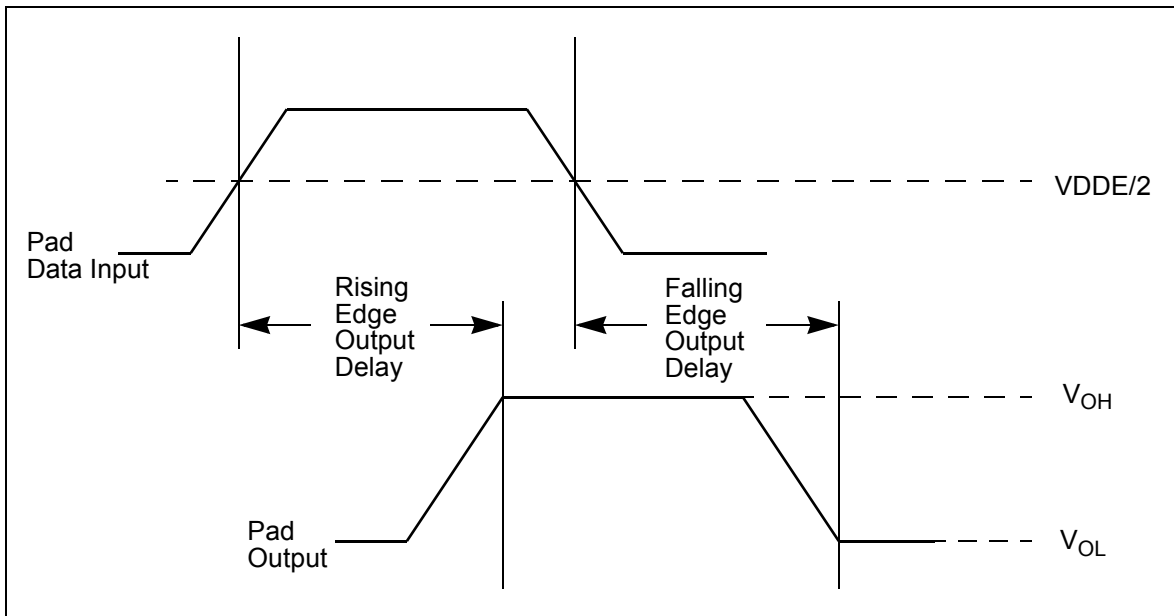 VDDE/2
Pad
Data Input
Rising
Edge
Output
Delay
Falling
Edge
Output
Delay
VOH
Pad
Output
VOL